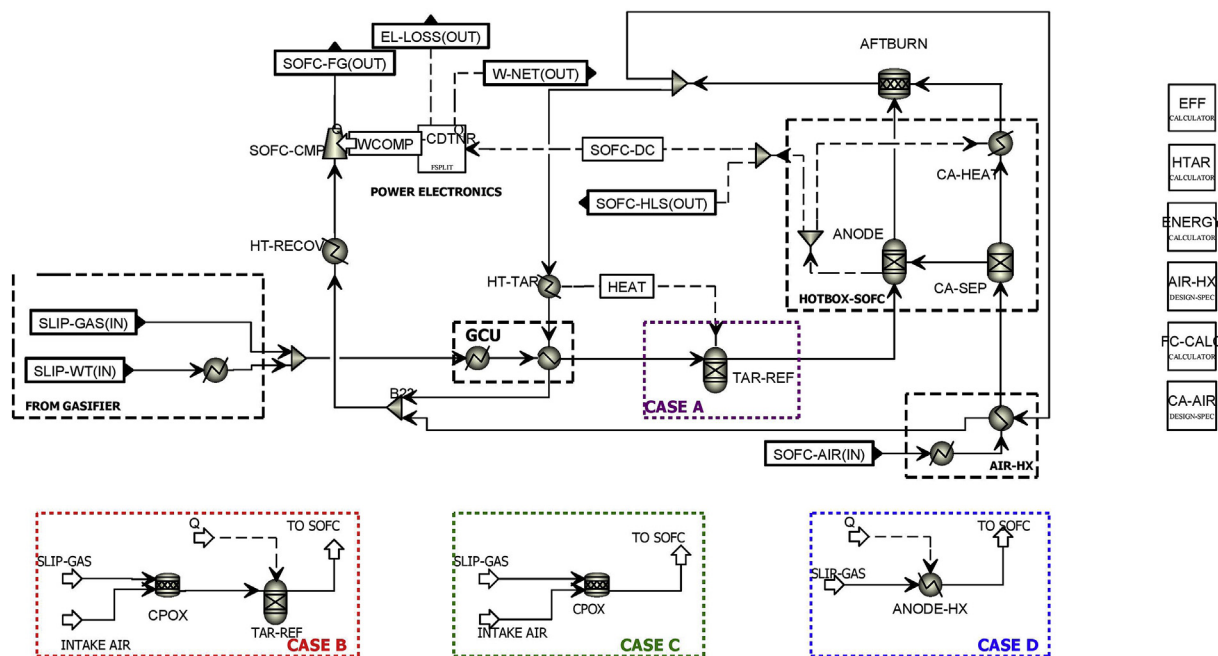 EL-LOSS(OUT)
SOFC-FG(OUT)
W-NET(OUT)
AFTBURN
EFF
CALCULATOR
HTAR
CALCULATOR
ENERGY
CALCULATOR
AIR-HX
DESIGN-SPEC
FC-CALC
CALCULATOR
CA-AIR
DESIGN-SPEC
Q
Q
SOFC-CMP
WCOMP
-CDTNR
FSPLIT
POWER ELECTRONICS
SOFC-DC
SOFC-HLS(OUT)
CA-HEAT
ANODE
CA-SEP
HOTBOX-SOFC
HT-RECOV
HT-TAR
HEAT
SLIP-GAS(IN)
SLIP-WT(IN)
FROM GASIFIER
GCU
TAR-REF
CASE A
B22
SOFC-AIR(IN)
AIR-HX
Q
TO SOFC
SLIP-GAS
CPOX
INTAKE AIR
TAR-REF
CASE B
TO SOFC
SLIP-GAS
CPOX
INTAKE AIR
CASE C
Q
TO SOFC
SLIP-GAS
ANODE-HX
CASE D